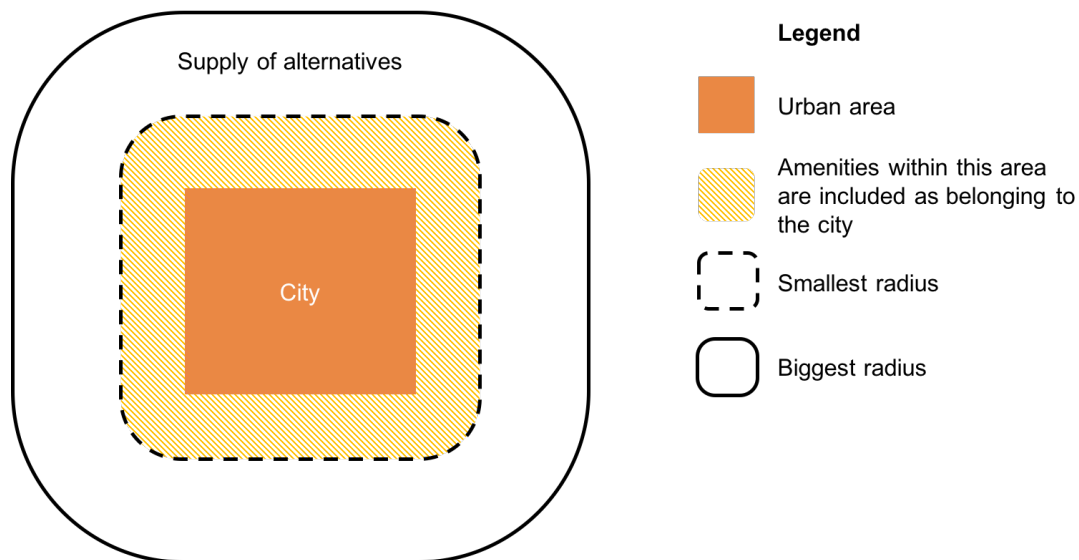 Supply of alternatives
City
Legend
Urban area
Amenities within this area
are included as belonging to
the city
Smallest radius
Biggest radius